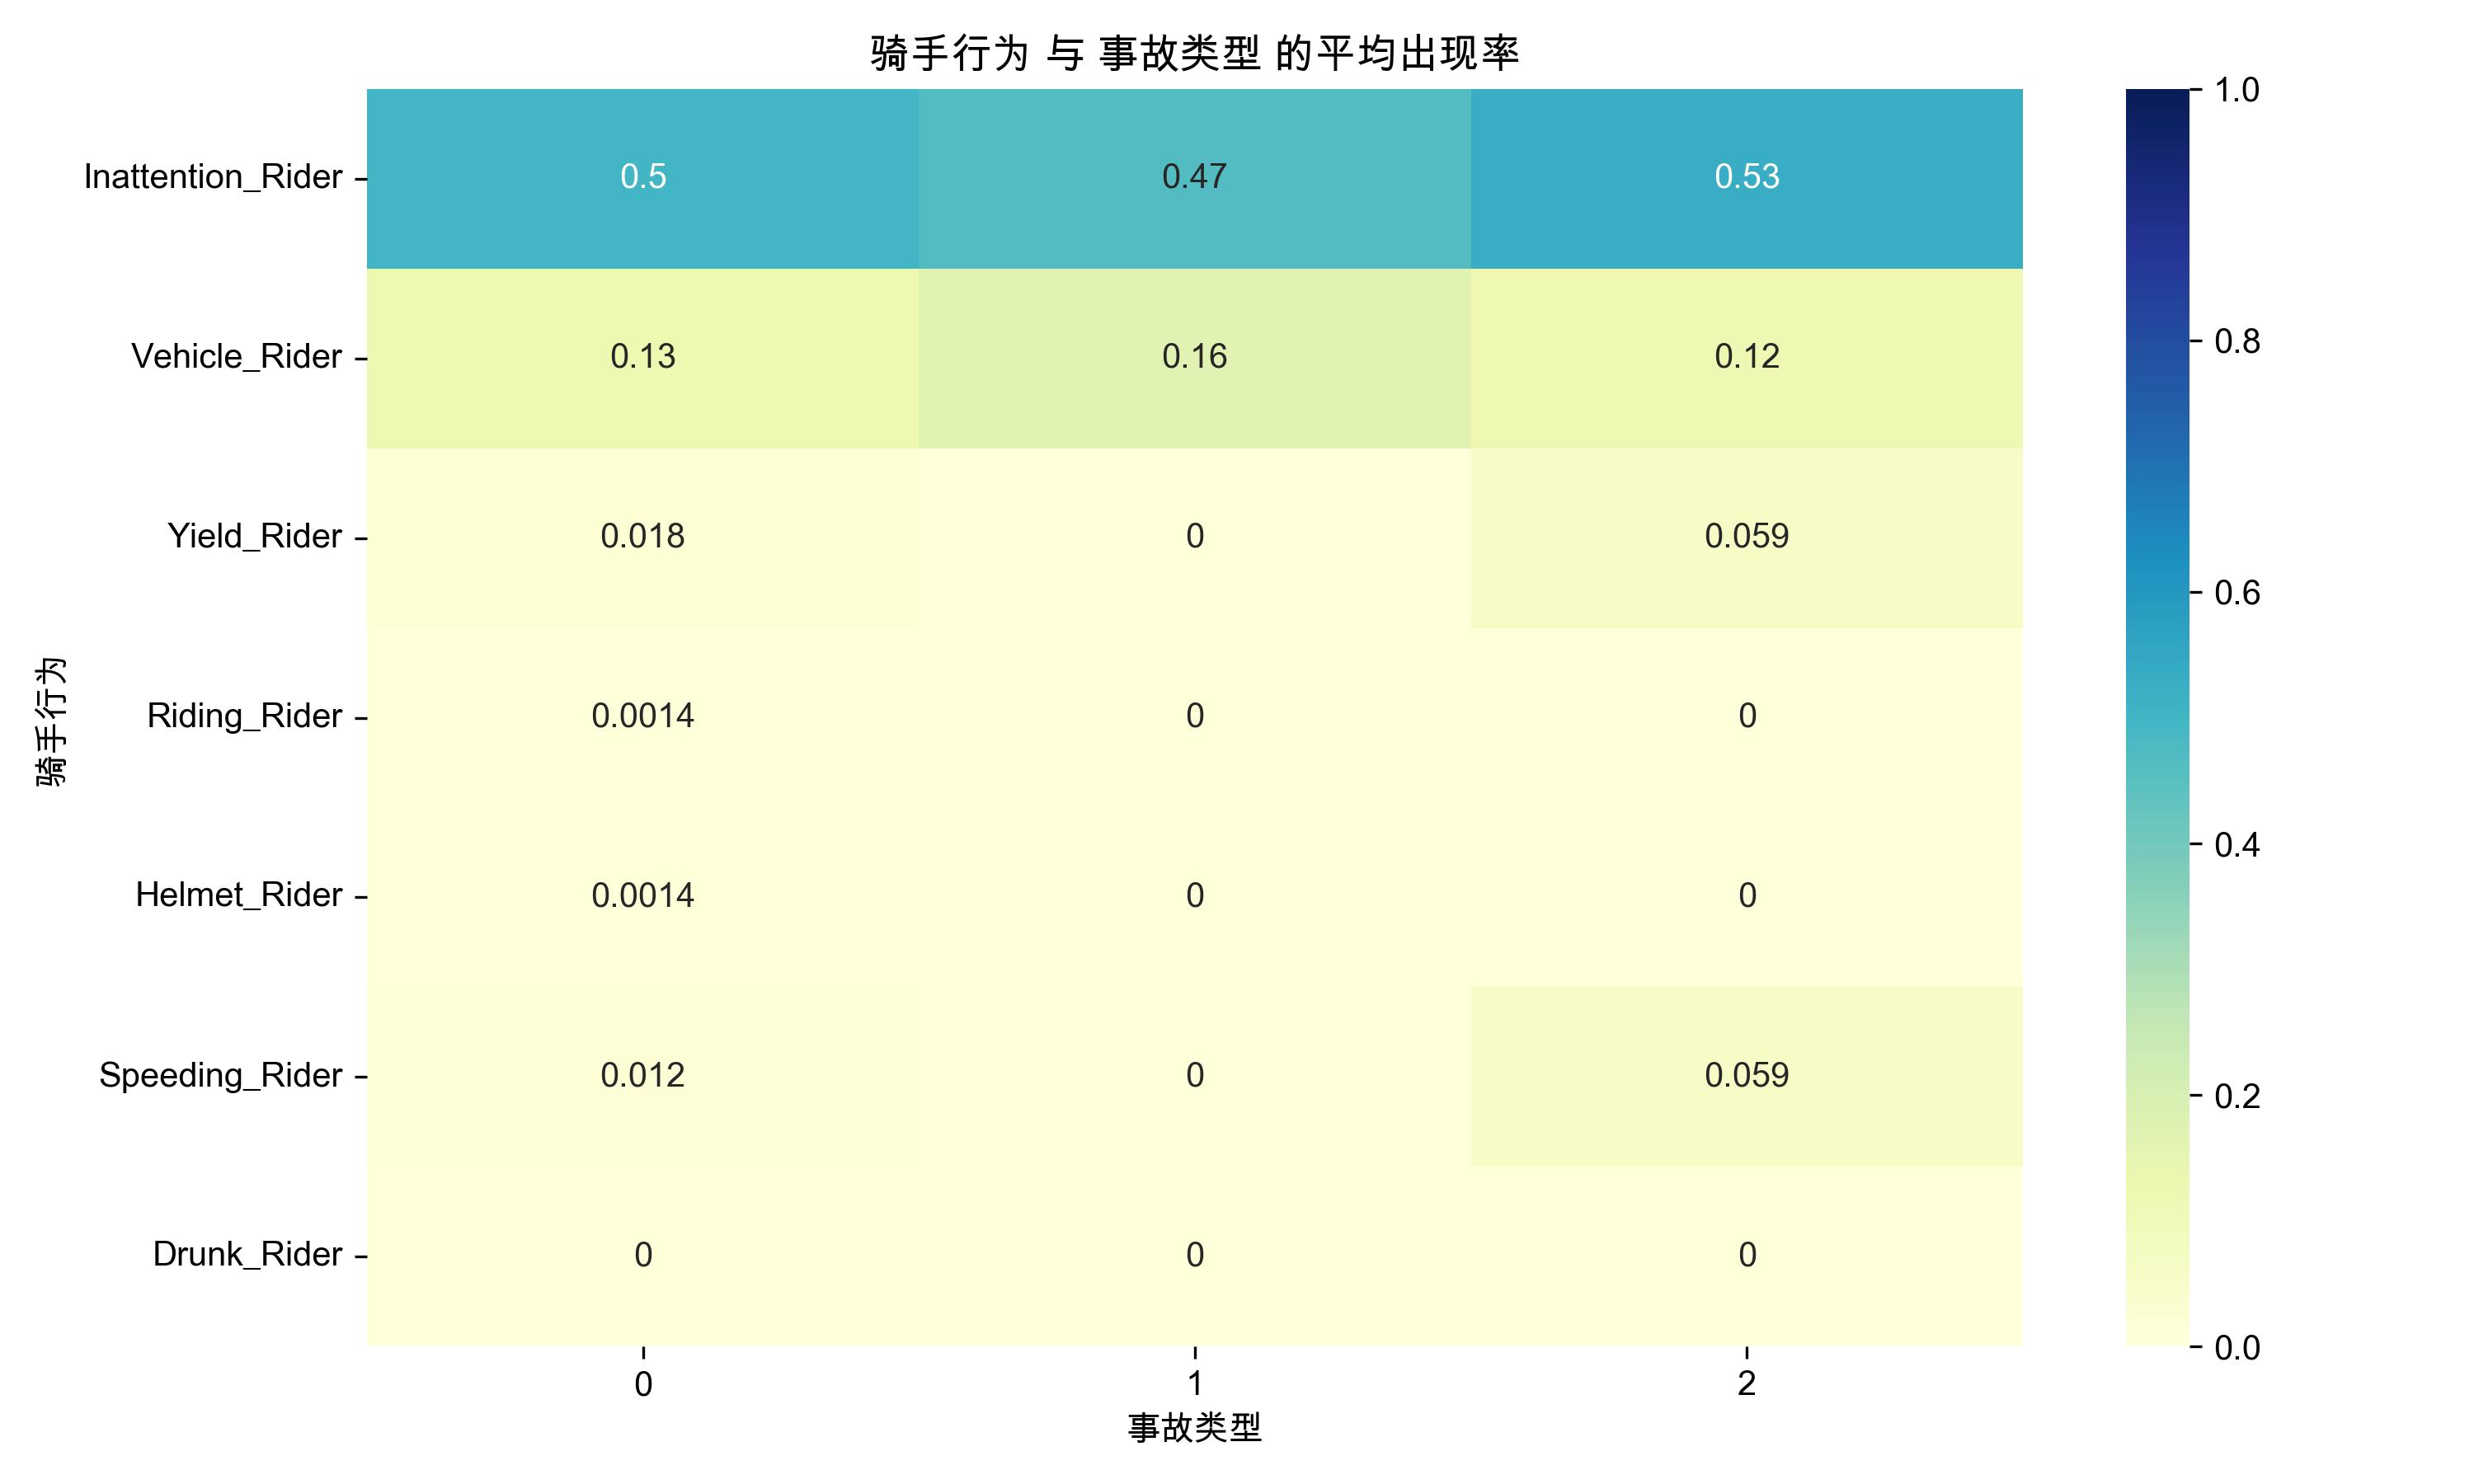 骑手行为 与 事故类型 的平均出现率
骑手行为
Inattention_Rider 0.5 0.47 0.53
Vehicle_Rider 0.13 0.16 0.12
Yield_Rider 0.018 0 0.059
Riding_Rider 0.0014 0 0
Helmet_Rider 0.0014 0 0
Speeding_Rider 0.012 0 0.059
Drunk_Rider 0 0 0
0 1 2
事故类型
1.0
0.8
0.6
0.4
0.2
0.0